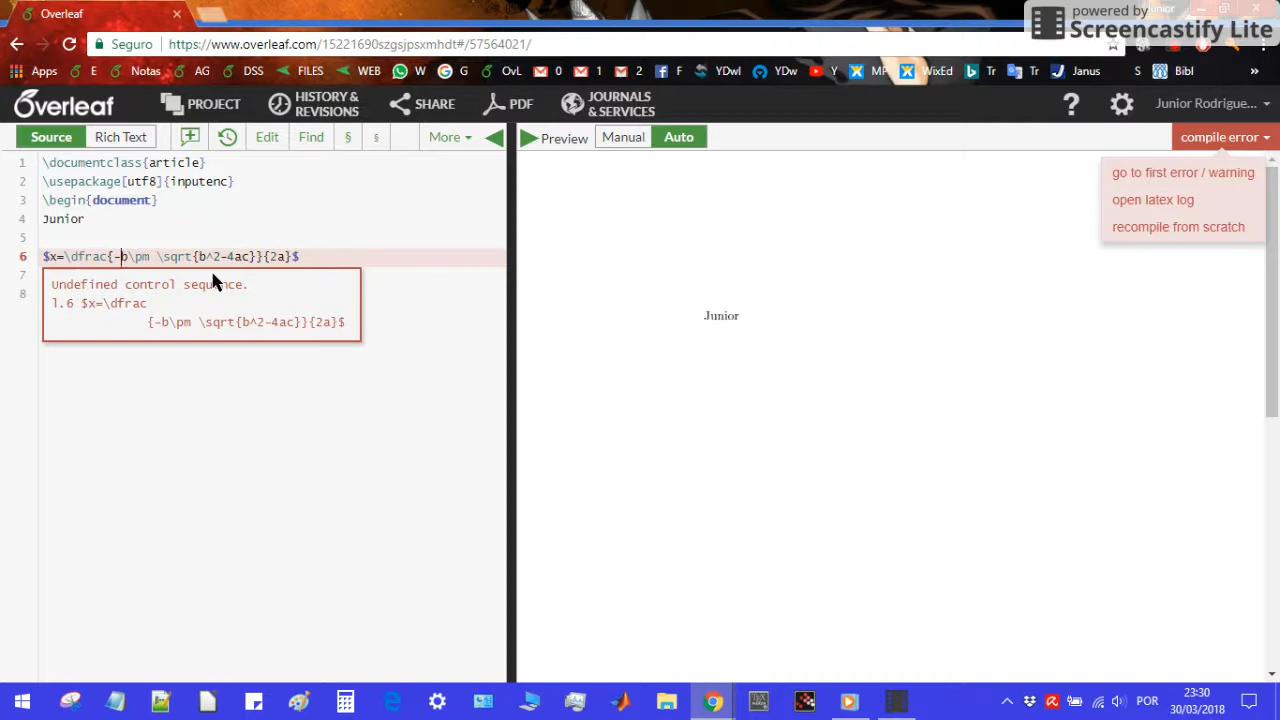 Overleaf
Junior
powered by
Screencastify Lite
Seguro
https://www.overleaf.com/15221690szgsjpsxmhdt#/57564021/
Apps E Notas AG DSS FILES WEB W G OvL 0 1 2 F YDwl YDw Y MP WixEd Tr Tr Janus S Bibl »
Overleaf PROJECT HISTORY & REVISIONS SHARE PDF JOURNALS & SERVICES ? Junior Rodrigue...
Source Rich Text Edit Find § § More Preview Manual Auto compile error
go to first error / warning
open latex log
recompile from scratch
1 \documentclass{article}
2 \usepackage[utf8]{inputenc}
3 \begin{document}
4 Junior
5
6 $x=\dfrac{-b\pm \sqrt{b^2-4ac}}{2a}$
7
8
Undefined control sequence.
l.6 $x=\dfrac
{-b\pm \sqrt{b^2-4ac}}{2a}$
Junior
POR
23:30
30/03/2018